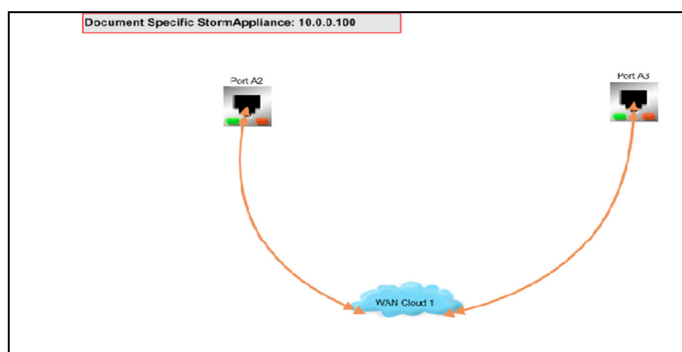 Document Specific StormAppliance: 10.0.0.100
Port A2
Port A3
WAN Cloud 1